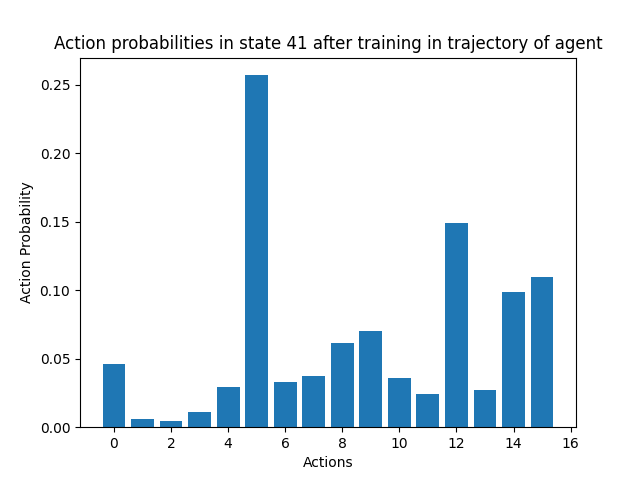 Action probabilities in state 41 after training in trajectory of agent
0.25
0.20
0.15
0.10
0.05
0.00
Action Probability
0 2 4 6 8 10 12 14 16
Actions